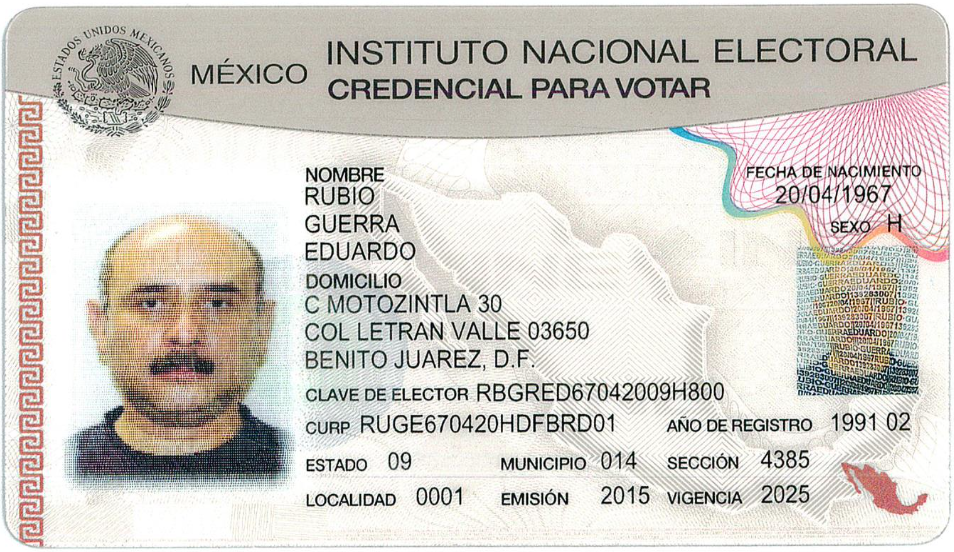 ESTADOS UNIDOS MEXICANOS
MÉXICO
INSTITUTO NACIONAL ELECTORAL
CREDENCIAL PARA VOTAR
NOMBRE
RUBIO
GUERRA
EDUARDO
FECHA DE NACIMIENTO
20/04/1967
SEXO H
DOMICILIO
C MOTOZINTLA 30
COL LETRAN VALLE 03650
BENITO JUAREZ, D.F.
CLAVE DE ELECTOR RBGRED67042009H800
CURP RUGE670420HDFBRD01 AÑO DE REGISTRO 1991 02
ESTADO 09 MUNICIPIO 014 SECCIÓN 4385
LOCALIDAD 0001 EMISIÓN 2015 VIGENCIA 2025